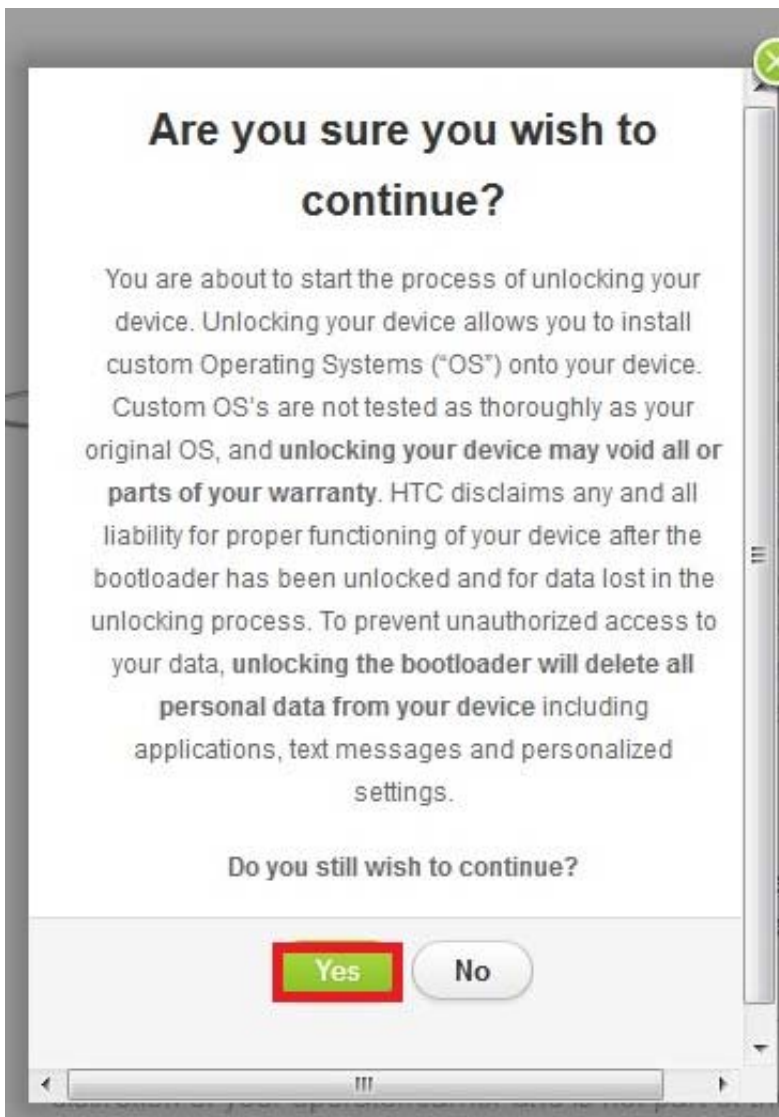 Are you sure you wish to
continue?
You are about to start the process of unlocking your
device. Unlocking your device allows you to install
custom Operating Systems (“OS”) onto your device.
Custom OS's are not tested as thoroughly as your
original OS, and unlocking your device may void all or
parts of your warranty. HTC disclaims any and all
liability for proper functioning of your device after the
bootloader has been unlocked and for data lost in the
unlocking process. To prevent unauthorized access to
your data, unlocking the bootloader will delete all
personal data from your device including
applications, text messages and personalized
settings.
Do you still wish to continue?
Yes No